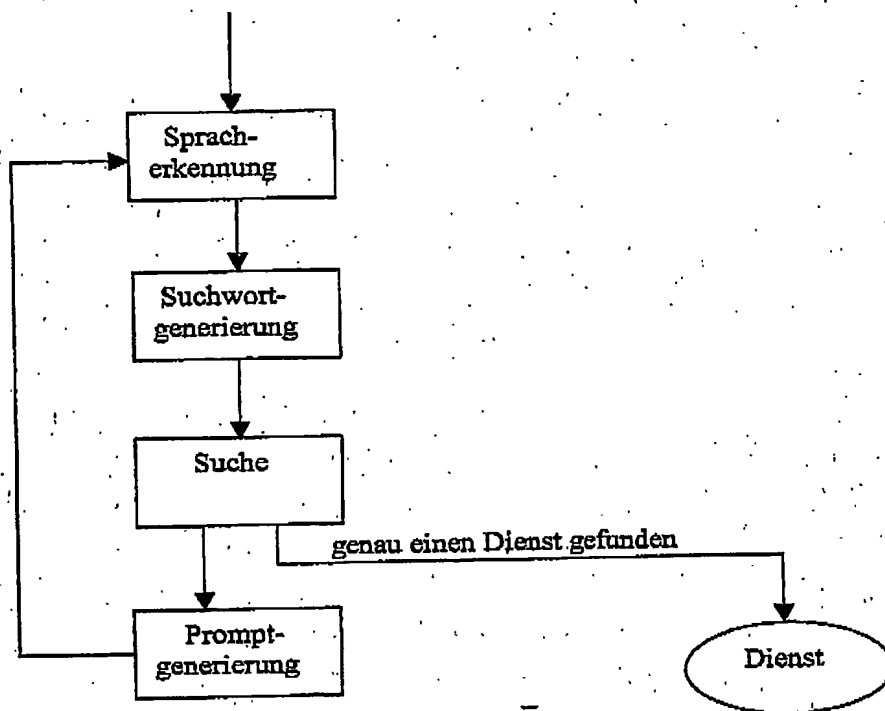 Sprach-
erkennung
Suchwort-
generierung
Suche
genau einen Dienst gefunden
Prompt-
generierung
Dienst